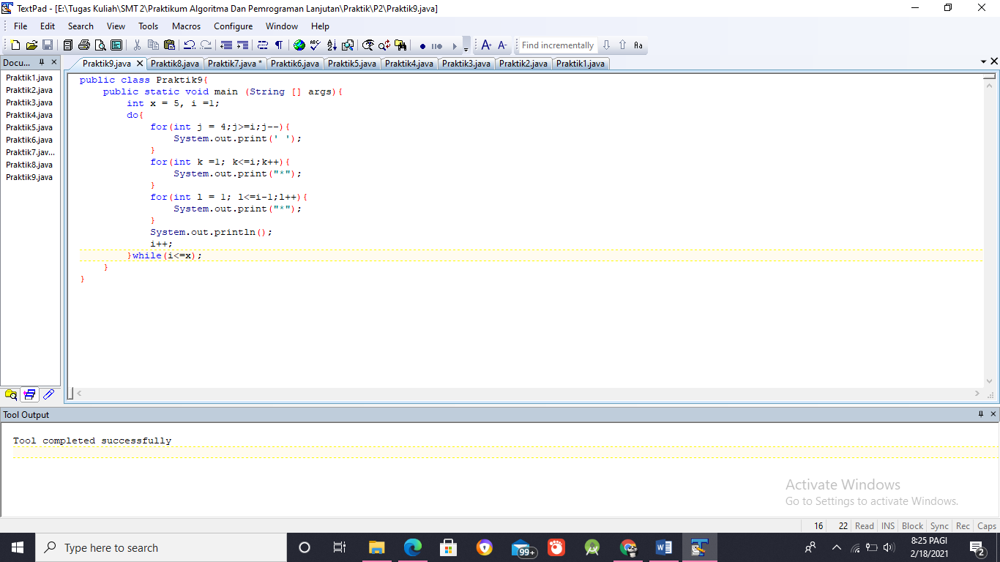 TextPad - [E:\Tugas Kuliah\SMT 2\Praktikum Algoritma Dan Pemrograman Lanjutan\Praktik\P2\Praktik9.java]
File Edit Search View Tools Macros Configure Window Help
Find incrementally
Docu...
Praktik9.java Praktik8.java Praktik7.java * Praktik6.java Praktik5.java Praktik4.java Praktik3.java Praktik2.java Praktik1.java
Praktik1.java
Praktik2.java
Praktik3.java
Praktik4.java
Praktik5.java
Praktik6.java
Praktik7.jav...
Praktik8.java
Praktik9.java
public class Praktik9{
    public static void main (String [] args){
        int x = 5, i =1;
        do{
            for(int j = 4;j>=i;j--){
                System.out.print(' ');
            }
            for(int k =1; k<=i;k++){
                System.out.print("*");
            }
            for(int l = 1; l<=i-1;l++){
                System.out.print("*");
            }
            System.out.println();
            i++;
        }while(i<=x);
    }
}
Tool Output
Tool completed successfully
Activate Windows
Go to Settings to activate Windows.
16 22 Read INS Block Sync Rec Caps
Type here to search
99+
8:25 PAGI
2/18/2021
2